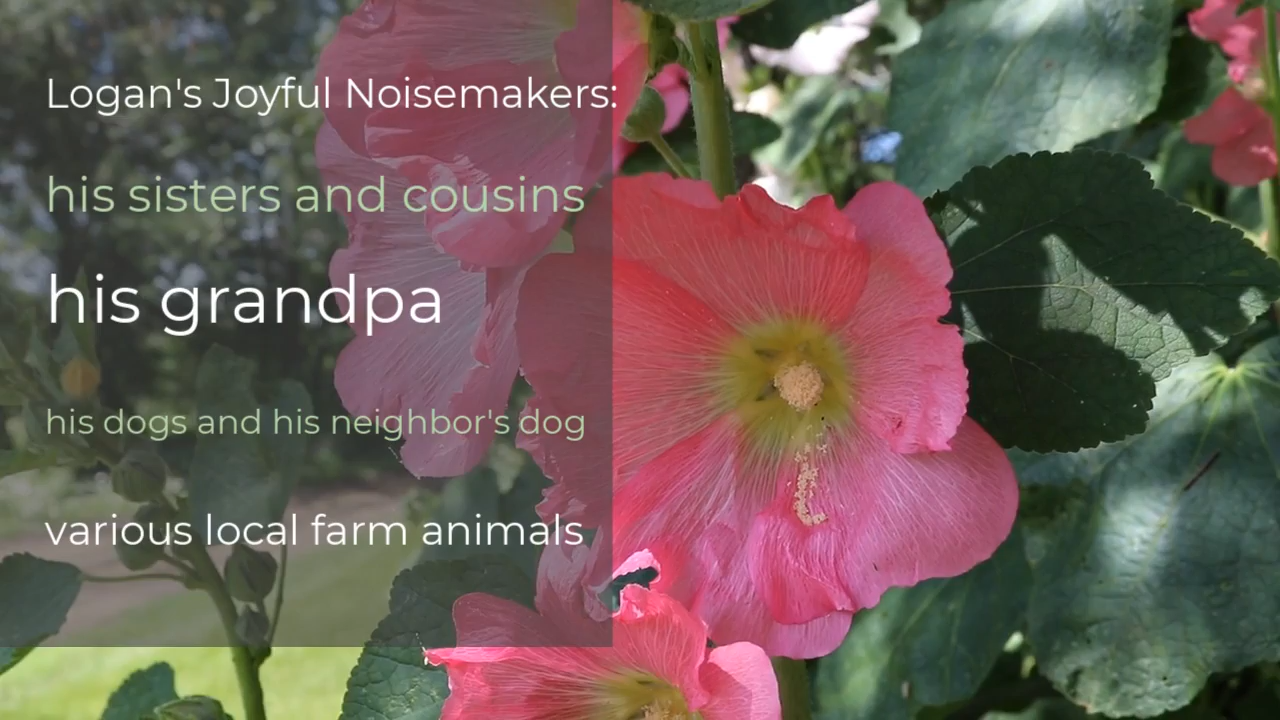 Logan's Joyful Noisemakers:
his sisters and cousins
his grandpa
his dogs and his neighbor's dog
various local farm animals